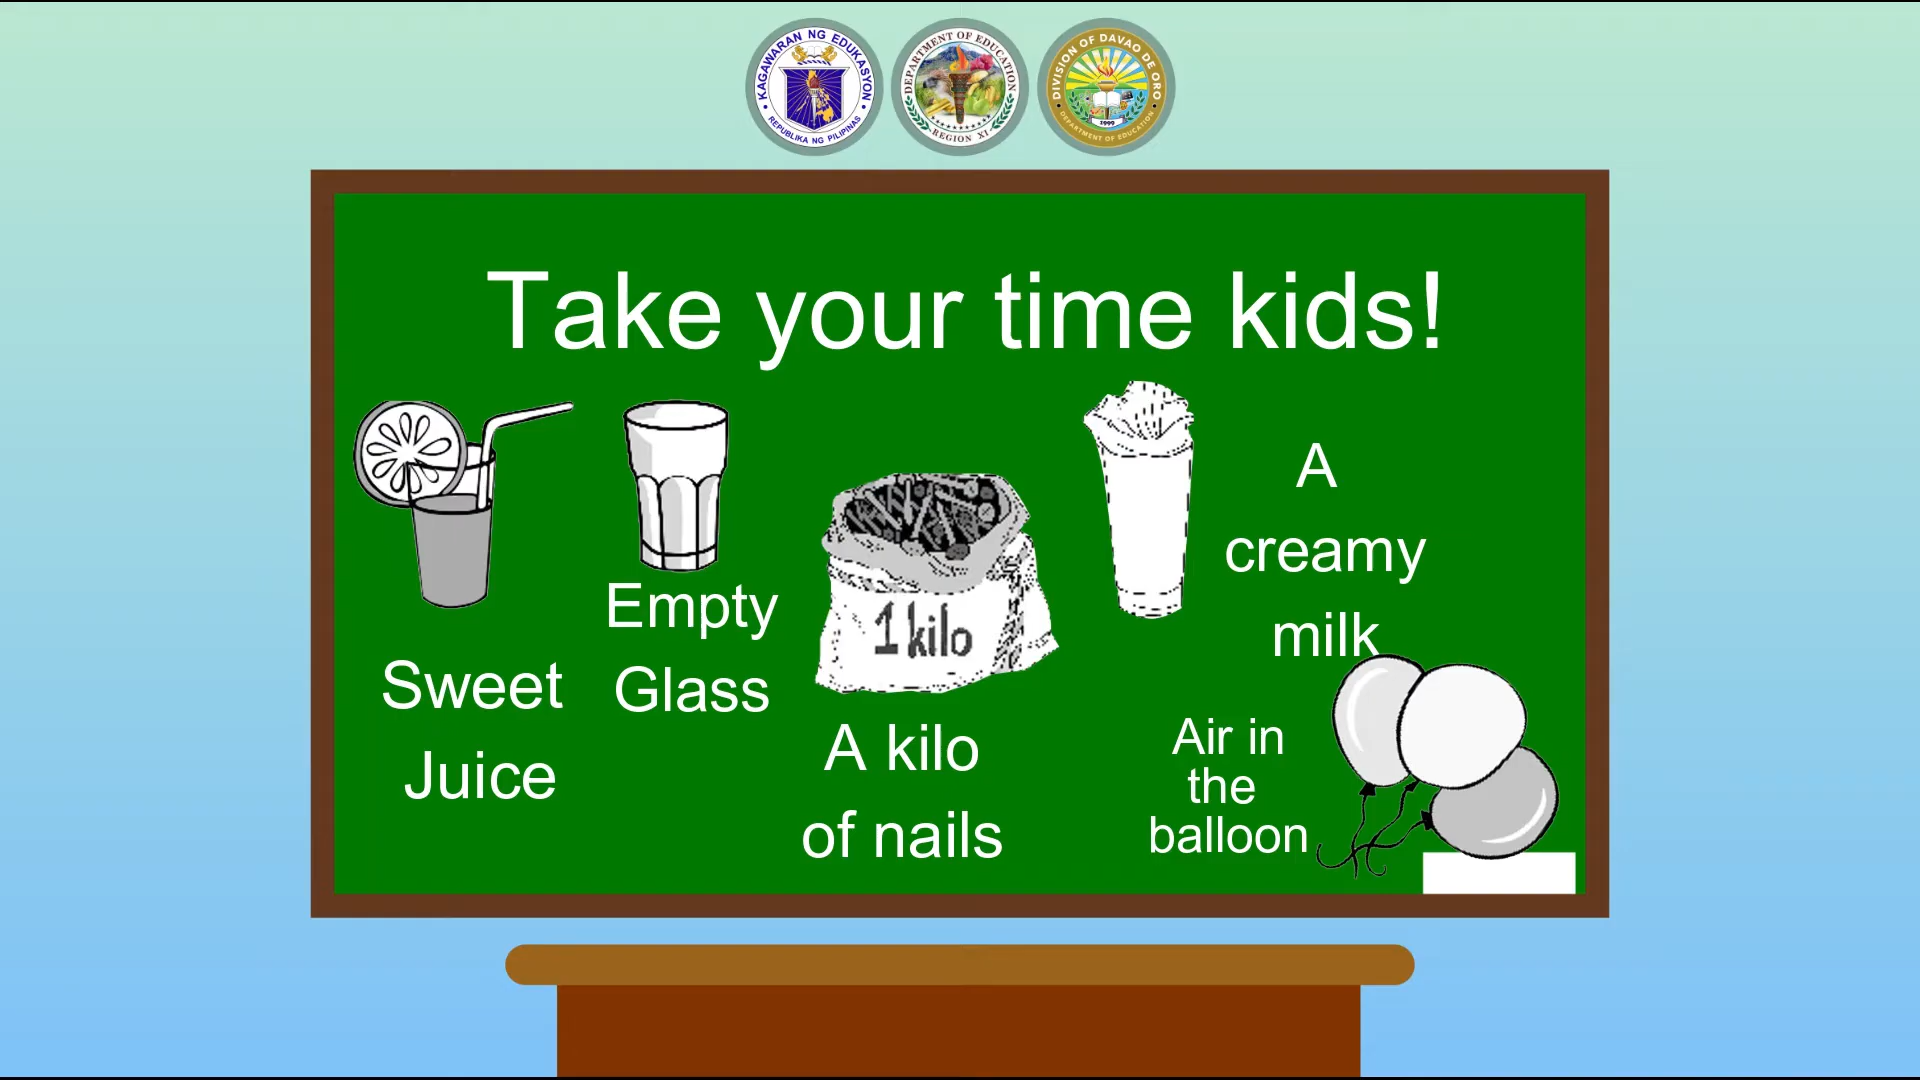 KAGAWARAN NG EDUKASYON
REPUBLIKA NG PILIPINAS
DEPARTMENT OF EDUCATION
REGION XI
DIVISION OF DAVAO DE ORO
1999
DEPARTMENT OF EDUCATION
Take your time kids!
Sweet
Juice
Empty
Glass
1 kilo
A kilo
of nails
A
creamy
milk
Air in
the
balloon